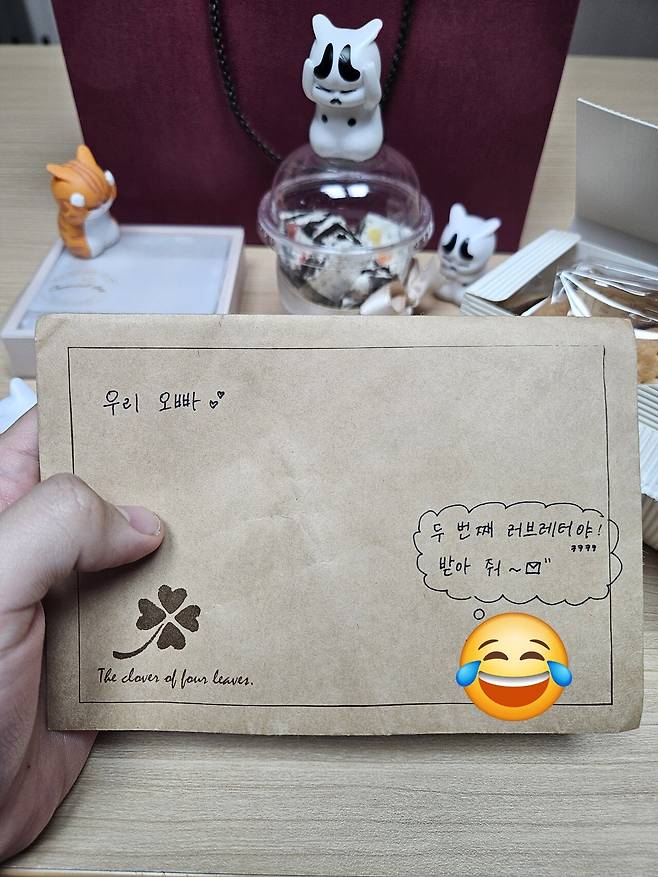 우리 오빠
두 번째 러브레터야!
ㅋㅋㅋㅋ
받아 줘 ~
The clover of four leaves.